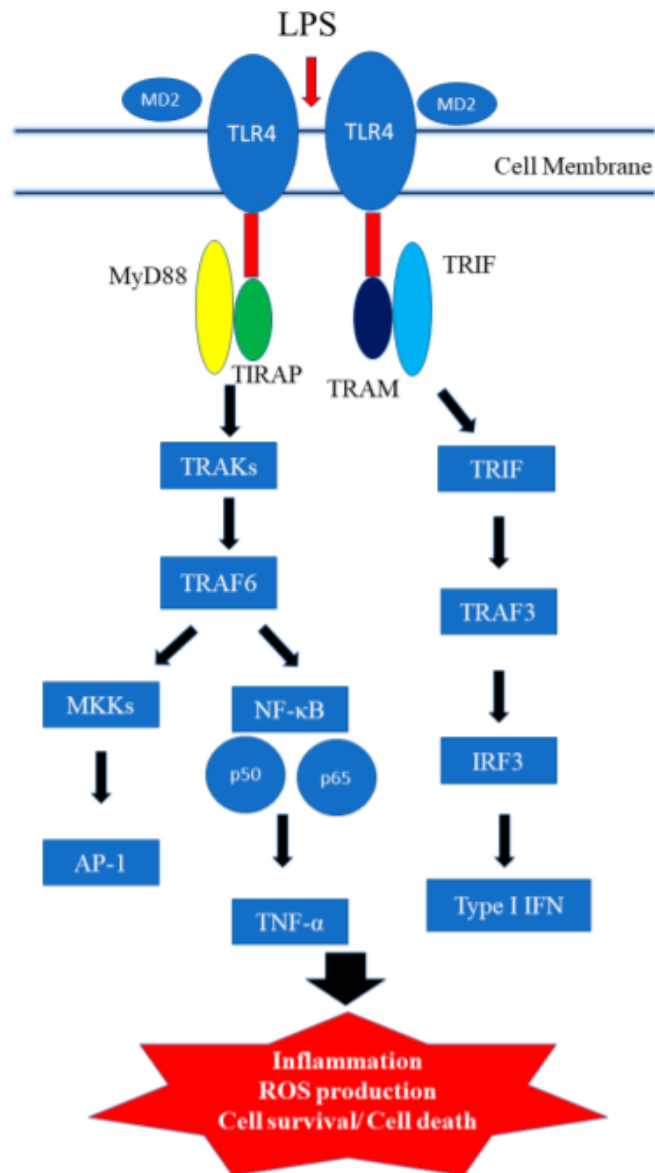 LPS
MD2
TLR4
TLR4
MD2
Cell Membrane
MyD88
TRIF
TIRAP
TRAM
TRAKs
TRIF
TRAF6
TRAF3
MKKs
NF-κB
p50
p65
IRF3
AP-1
TNF-α
Type I IFN
Inflammation
ROS production
Cell survival/ Cell death